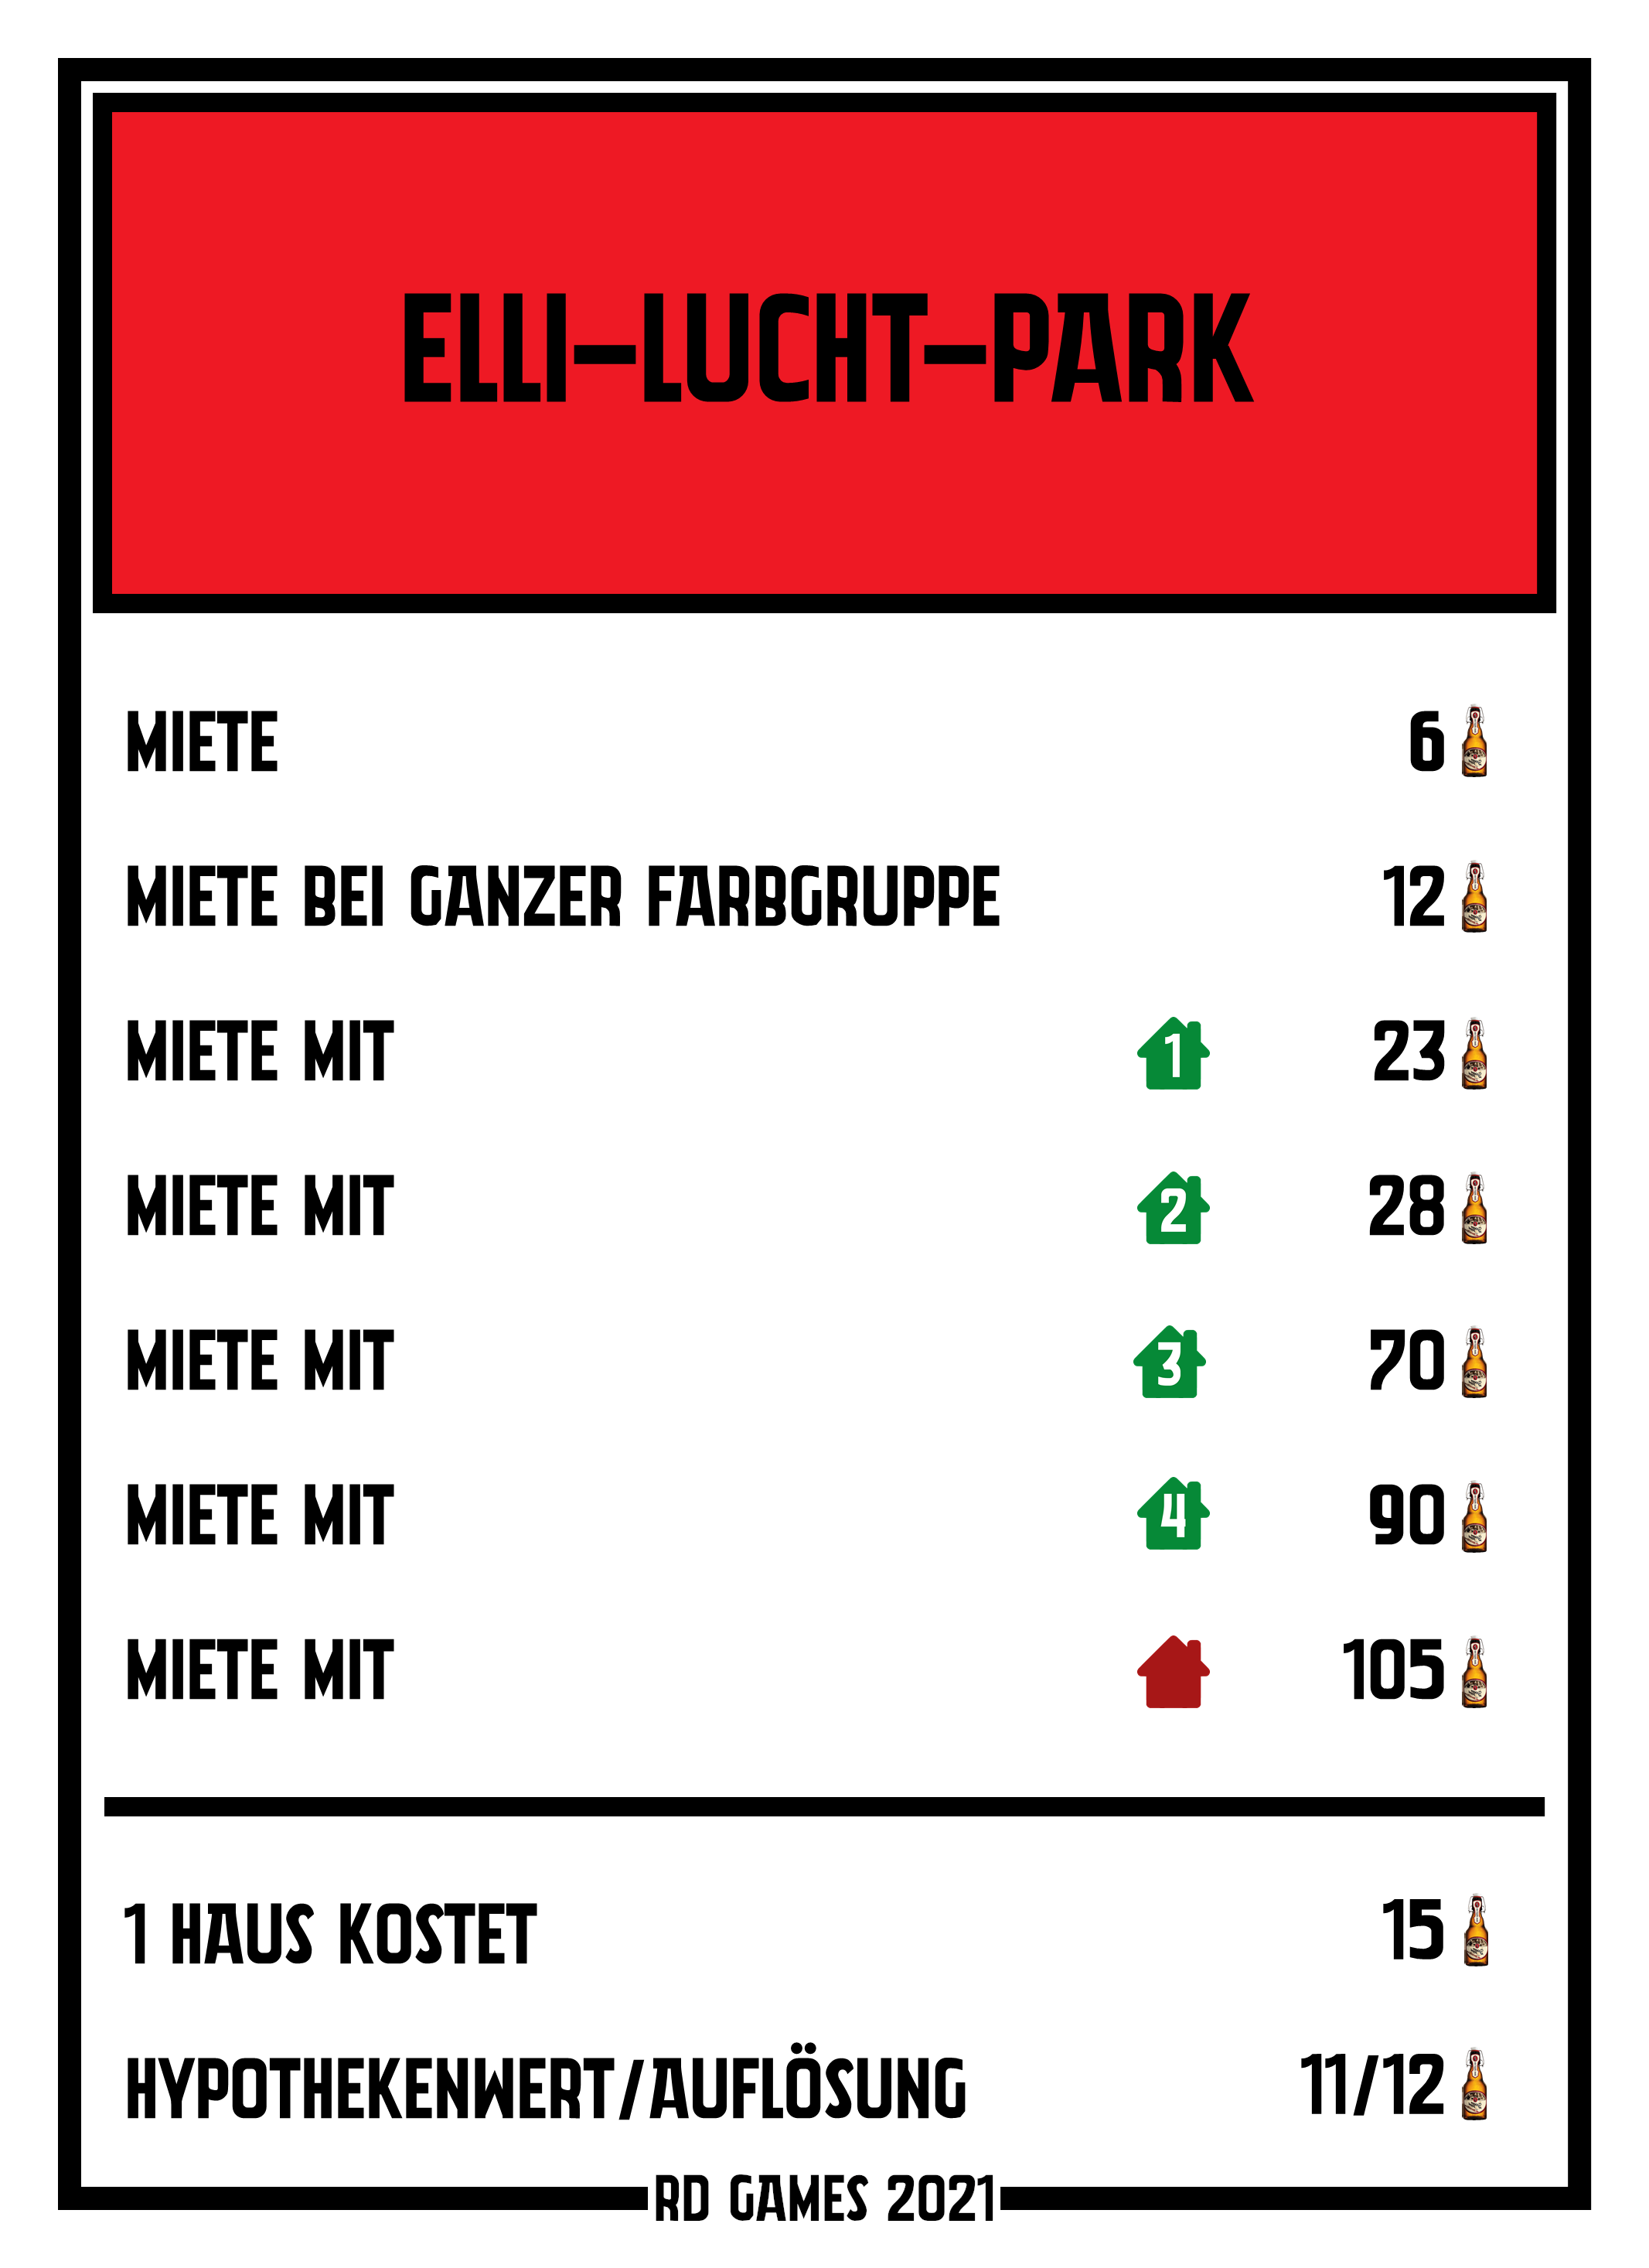 ELLI-LUCHT-PARK
MIETE 6
MIETE BEI GANZER FARBGRUPPE 12
MIETE MIT 1 23
MIETE MIT 2 28
MIETE MIT 3 70
MIETE MIT 4 90
MIETE MIT 105
1 HAUS KOSTET 15
HYPOTHEKENWERT/AUFLÖSUNG 11/12
RD GAMES 2021